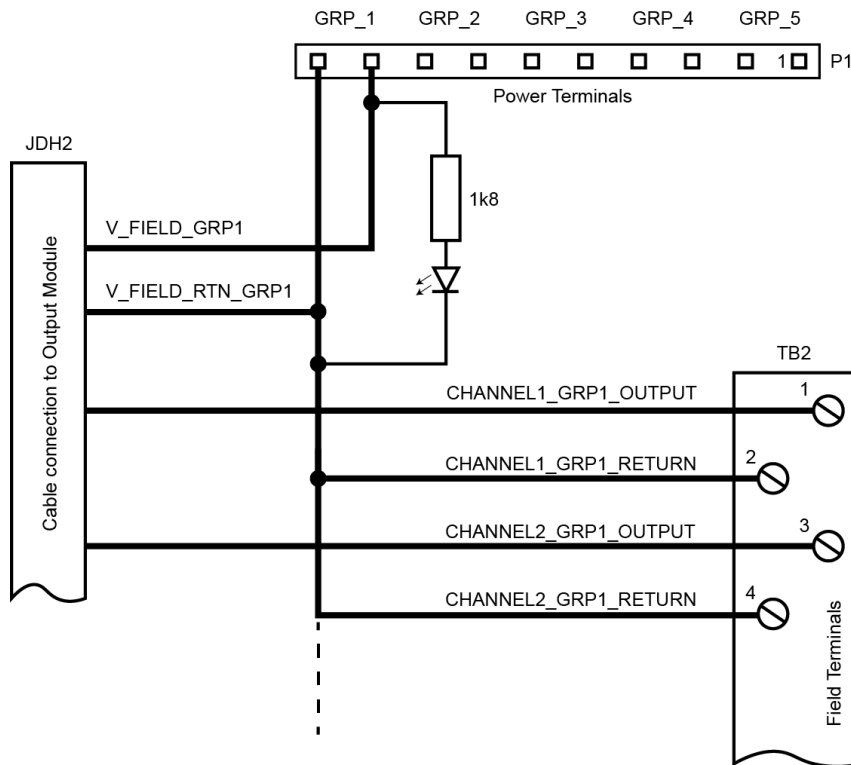 GRP_1 GRP_2 GRP_3 GRP_4 GRP_5
1 P1
Power Terminals
JDH2
1k8
V_FIELD_GRP1
V_FIELD_RTN_GRP1
Cable connection to Output Module
TB2
CHANNEL1_GRP1_OUTPUT 1
CHANNEL1_GRP1_RETURN 2
CHANNEL2_GRP1_OUTPUT 3
CHANNEL2_GRP1_RETURN 4
Field Terminals